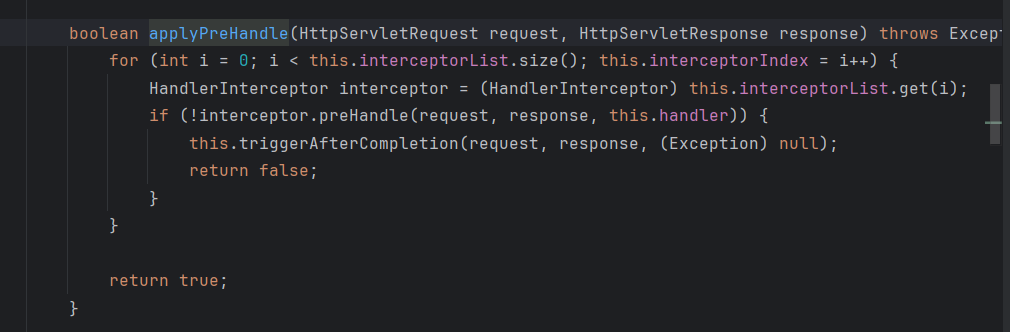 boolean applyPreHandle(HttpServletRequest request, HttpServletResponse response) throws Except
for (int i = 0; i < this.interceptorList.size(); this.interceptorIndex = i++) {
HandlerInterceptor interceptor = (HandlerInterceptor) this.interceptorList.get(i);
if (!interceptor.preHandle(request, response, this.handler)) {
this.triggerAfterCompletion(request, response, (Exception) null);
return false;
}
}
return true;
}